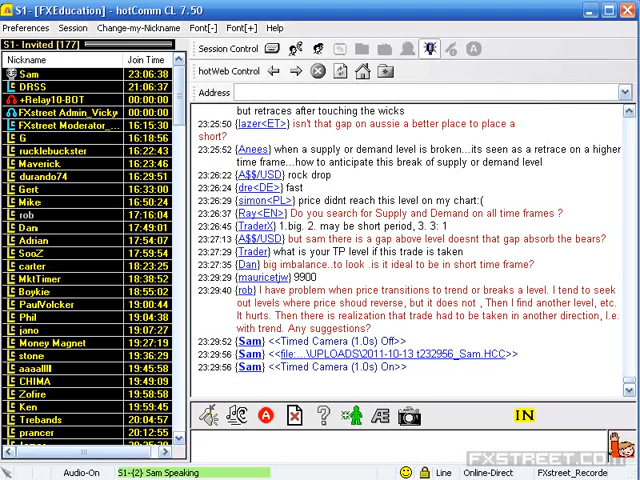 S1- [FXEducation] - hotComm CL 7.50
Preferences Session Change-my-Nickname Font[-] Font[+] Help
S1- Invited [177]
Nickname Join Time
Sam 23:06:38
DRSS 21:06:37
+Relay10-BOT 00:00:00
FXstreet Admin_Vicky 00:00:00
FXstreet Moderator_... 16:15:30
G 16:18:56
rucklebuckster 16:22:43
Maverick 16:23:46
durando74 16:29:51
Gert 16:33:00
Mike 16:50:24
rob 17:16:04
Dan 17:49:01
Adrian 17:54:07
SooZ 17:59:54
carter 18:23:25
MktTimer 18:38:52
Boykie 18:55:02
PaulVolcker 19:00:44
Phil 19:04:38
jano 19:07:27
Money Magnet 19:27:19
stone 19:36:29
aaaallll 19:45:58
CHIMA 19:49:09
Zofire 19:58:58
Ken 19:59:45
Trebands 20:04:57
prancer 20:12:55
Session Control
hotWeb Control
Address
but retraces after touching the wicks
23:25:50 {lazer<ET>} isn't that gap on aussie a better place to place a
short?
23:25:52 {Anees} when a supply or demand level is broken...its seen as a retrace on a higher
time frame...how to anticipate this break of supply or demand level
23:26:22 {A$$/USD} rock drop
23:26:24 {dre<DE>} fast
23:26:29 {simon<PL>} price didnt reach this level on my chart:(
23:26:37 {Ray<EN>} Do you search for Supply and Demand on all time frames ?
23:26:45 {TraderX} 1.big. 2. may be short period, 3. 3: 1
23:27:13 {A$$/USD} but sam there is a gap above level doesnt that gap absorb the bears?
23:27:29 {Trader} what is your TP level if this trade is taken
23:27:35 {Dan} big imbalance..to look .is it ideal to be in short time frame?
23:29:29 {mauricetjw} 9900
23:29:40 {rob} I have problem when price transitions to trend or breaks a level. I tend to seek
out levels where price shoud reverse, but it does not , Then I find another level, etc.
It hurts. Then there is realization that trade had to be taken in another direction, I.e.
with trend. Any suggestions?
23:29:52 {Sam} <<Timed Camera (1.0s) Off>>
23:29:56 {Sam} <<file:...\UPLOADS\2011-10-13 t232956_Sam.HCC>>
23:29:56 {Sam} <<Timed Camera (1.0s) On>>
IN
FXSTREET.COM
Audio-On S1-{2} Sam Speaking Line Online-Direct FXstreet_Recorde